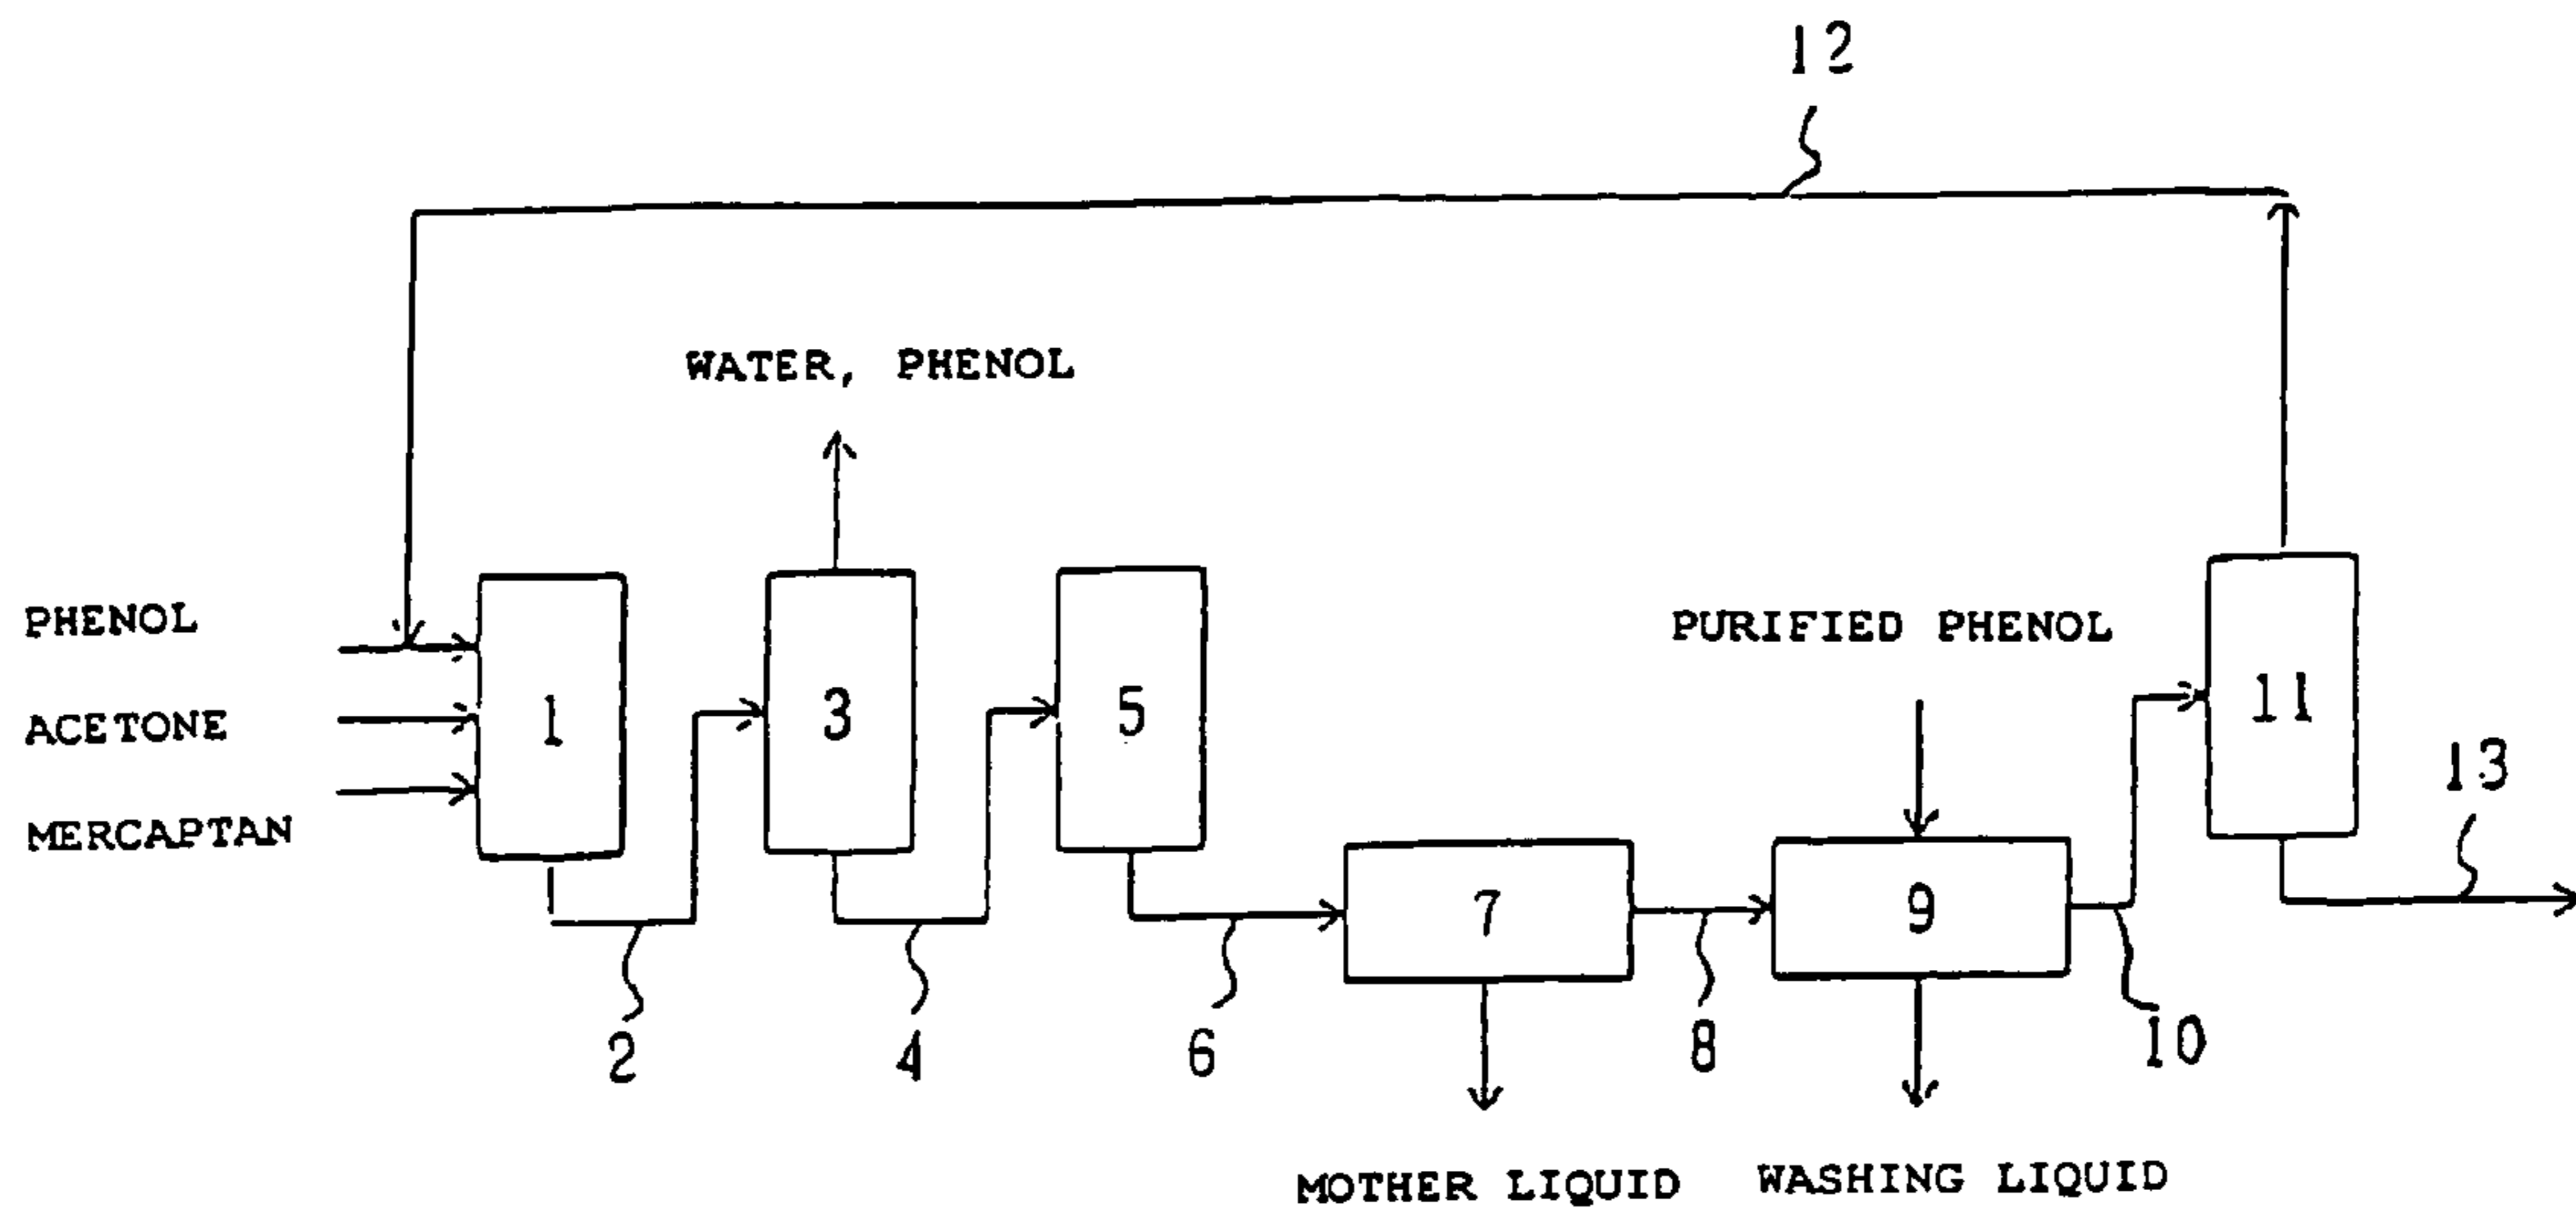 12
WATER, PHENOL
PHENOL
PURIFIED PHENOL
1
3
5
11
ACETONE
13
MERCAPTAN
7
9
2
4
6
8
10
MOTHER LIQUID
WASHING LIQUID